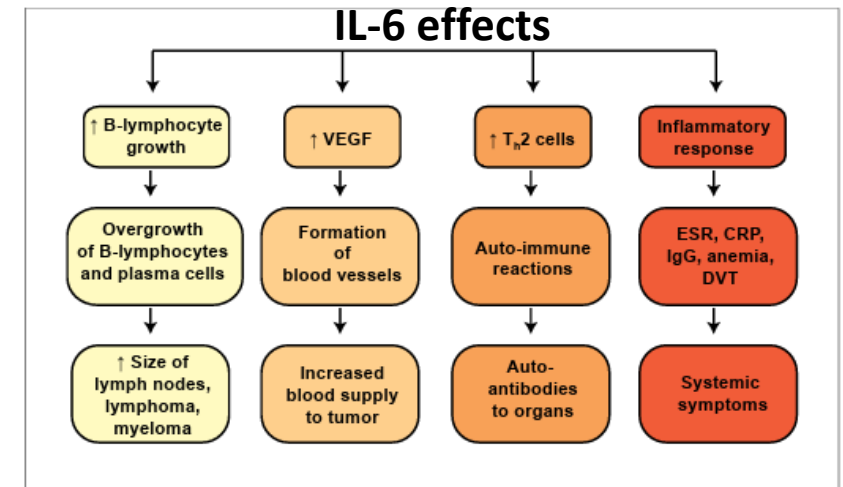 IL-6 effects
↑ B-lymphocyte
growth
↑ VEGF
↑ Th2 cells
Inflammatory
response
Overgrowth
of B-lymphocytes
and plasma cells
Formation
of
blood vessels
Auto-immune
reactions
ESR, CRP,
IgG, anemia,
DVT
↑ Size of
lymph nodes,
lymphoma,
myeloma
Increased
blood supply
to tumor
Auto-
antibodies
to organs
Systemic
symptoms